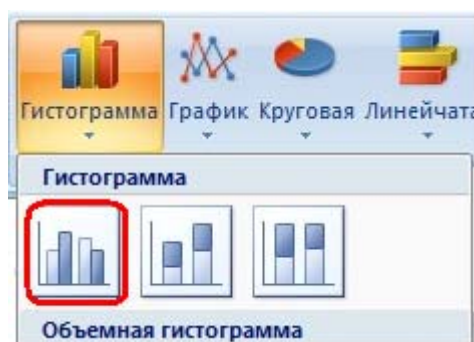 Гистограмма График Круговая Линейчата
Гистограмма
Объемная гистограмма